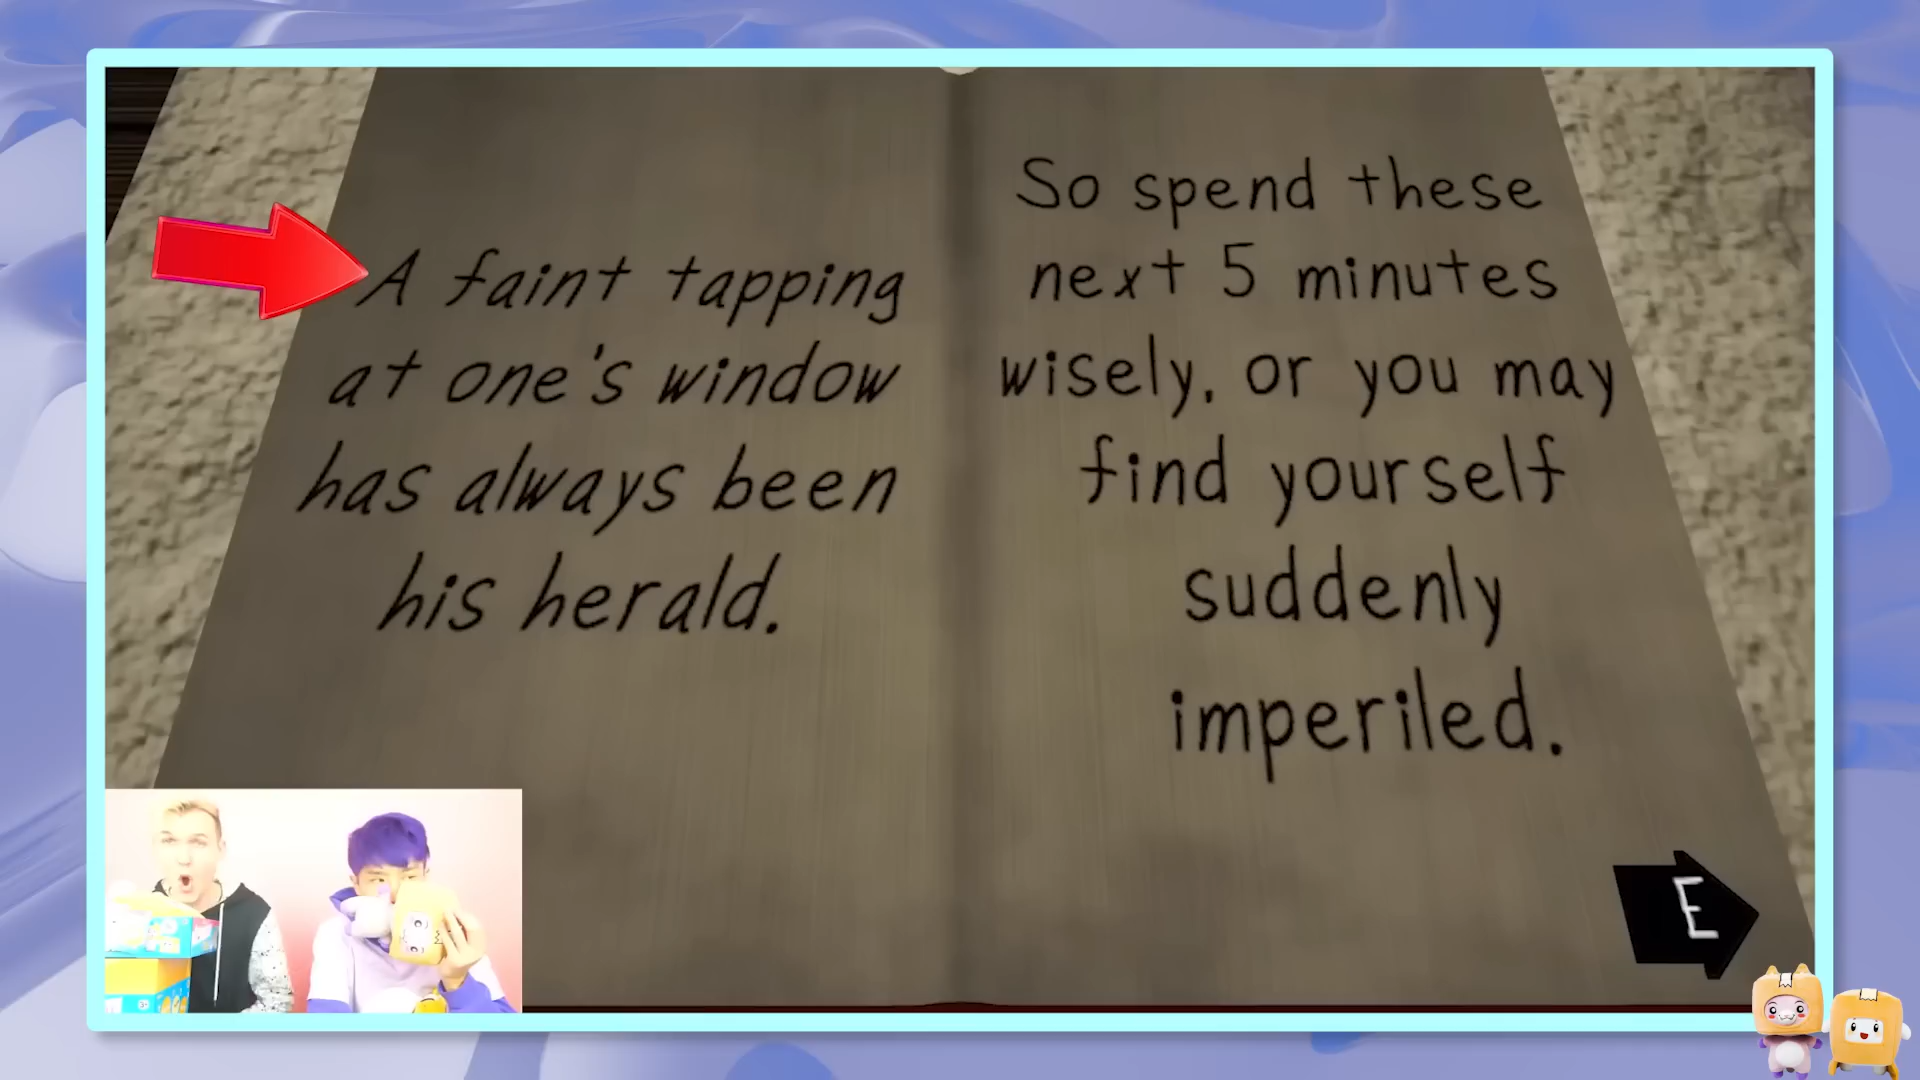 A faint tapping
at one's window
has always been
his herald.
So spend these
next 5 minutes
wisely, or you may
find yourself
suddenly
imperiled.
E